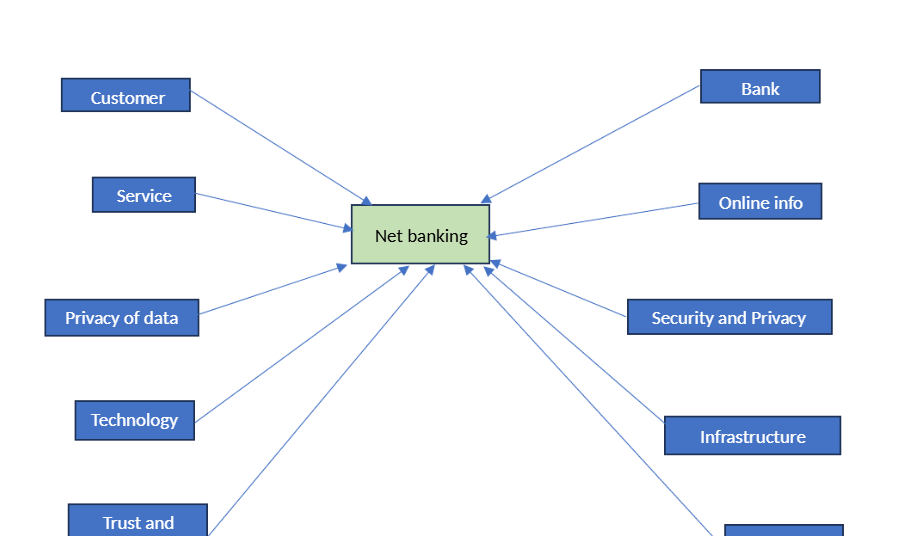 Customer
Bank
Service
Online info
Net banking
Privacy of data
Security and Privacy
Technology
Infrastructure
Trust and